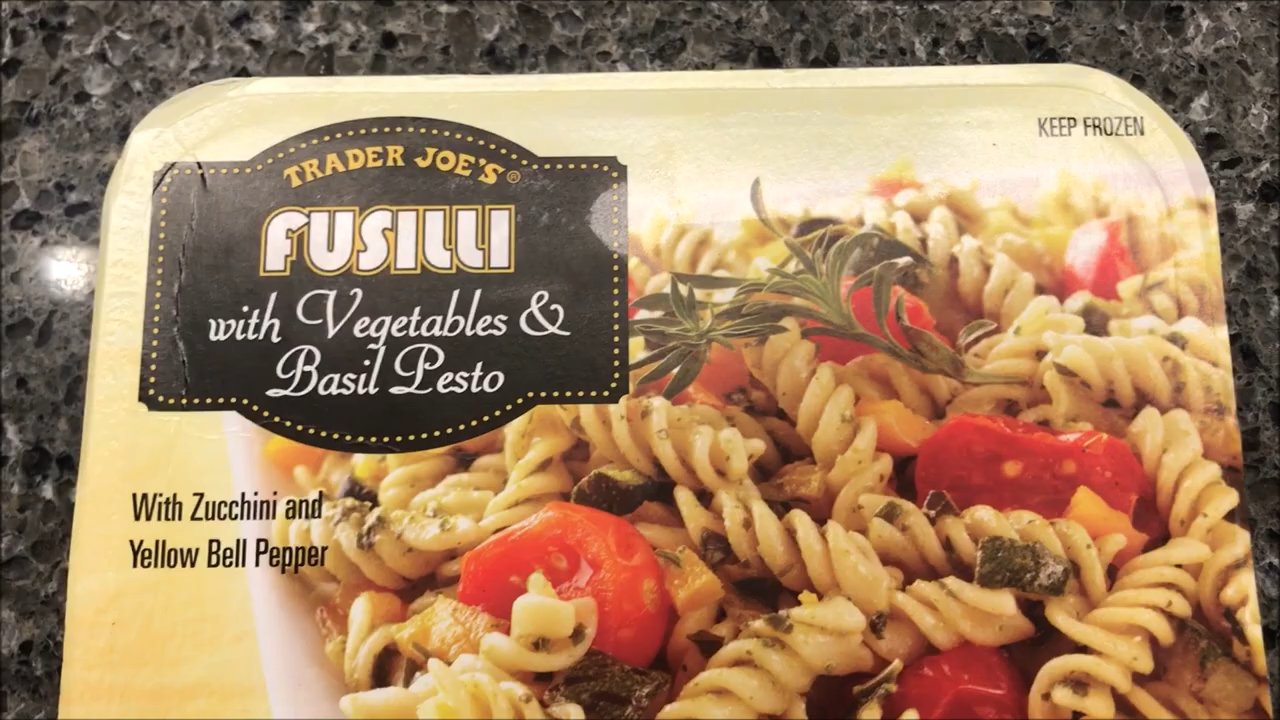 KEEP FROZEN
TRADER JOE'S®
FUSILLI
with Vegetables &
Basil Pesto
With Zucchini and
Yellow Bell Pepper